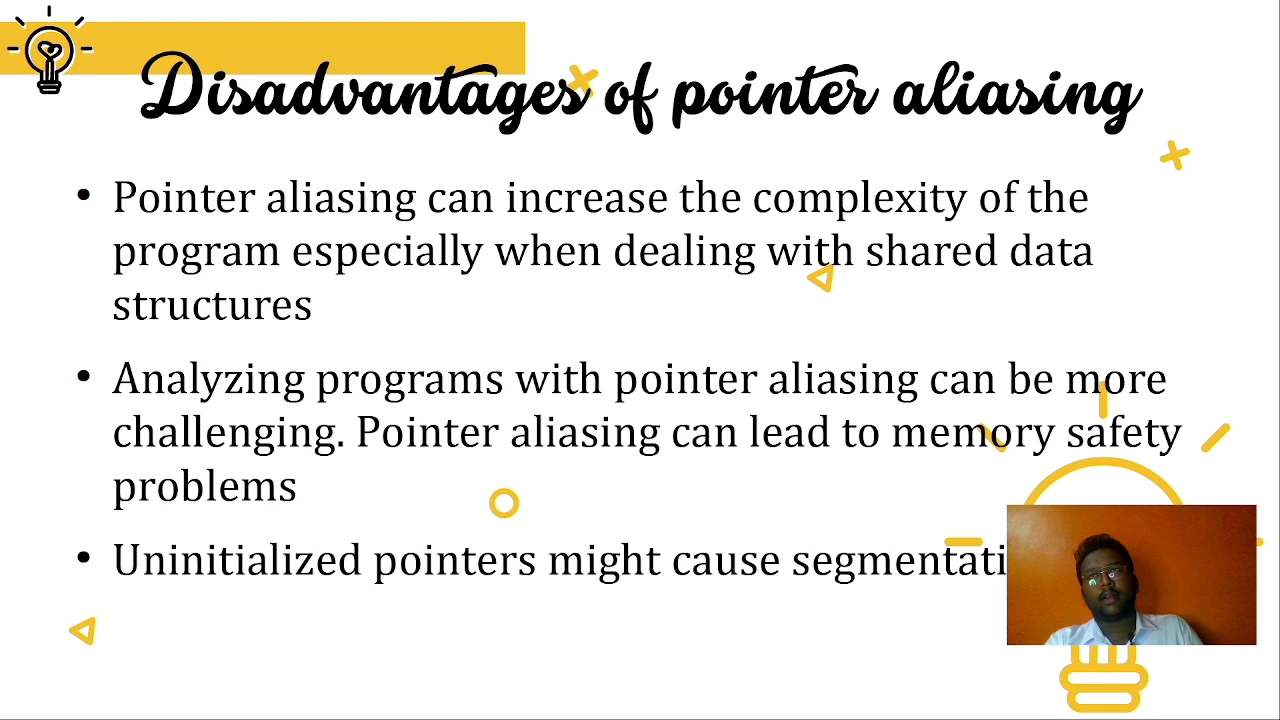 Disadvantages of pointer aliasing
• Pointer aliasing can increase the complexity of the
program especially when dealing with shared data
structures
• Analyzing programs with pointer aliasing can be more
challenging. Pointer aliasing can lead to memory safety
problems
• Uninitialized pointers might cause